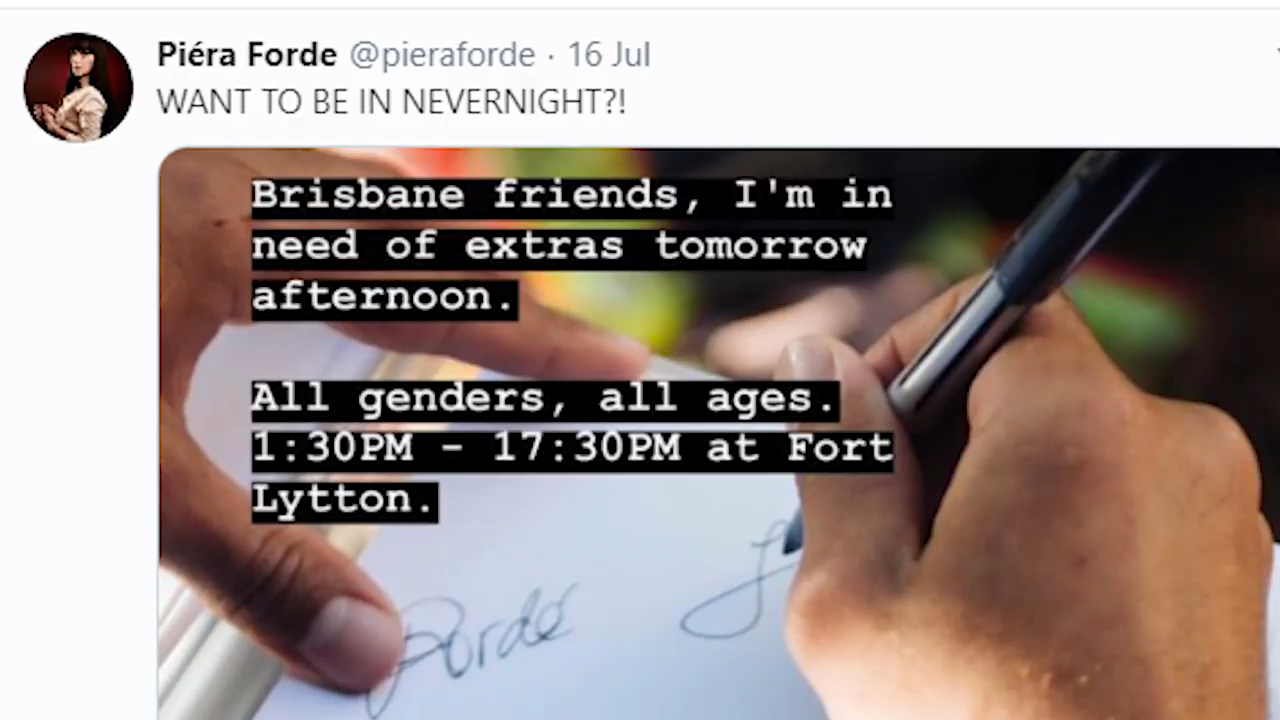 Piéra Forde @pieraforde · 16 Jul
WANT TO BE IN NEVERNIGHT?!
Brisbane friends, I'm in
need of extras tomorrow
afternoon.
All genders, all ages.
1:30PM - 17:30PM at Fort
Lytton.
Forde